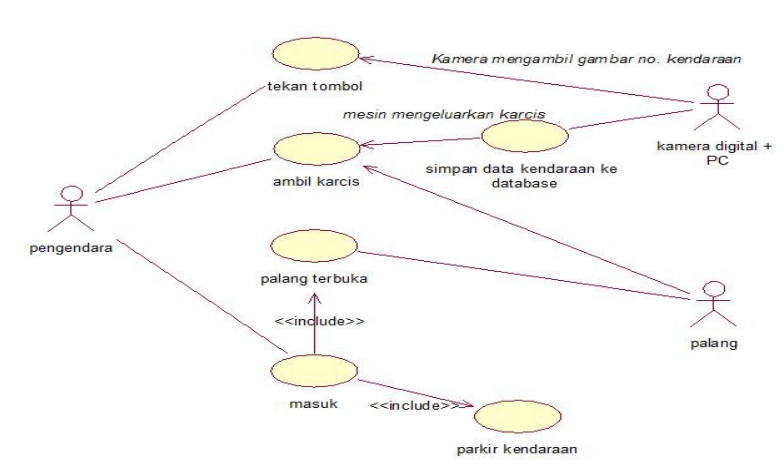 Kamera mengambil gambar no. kendaraan
tekan tombol
mesin mengeluarkan karcis
kamera digital +
PC
simpan data kendaraan ke
database
ambil karcis
pengendara
palang terbuka
<<include>>
palang
masuk
<<include>>
parkir kendaraan